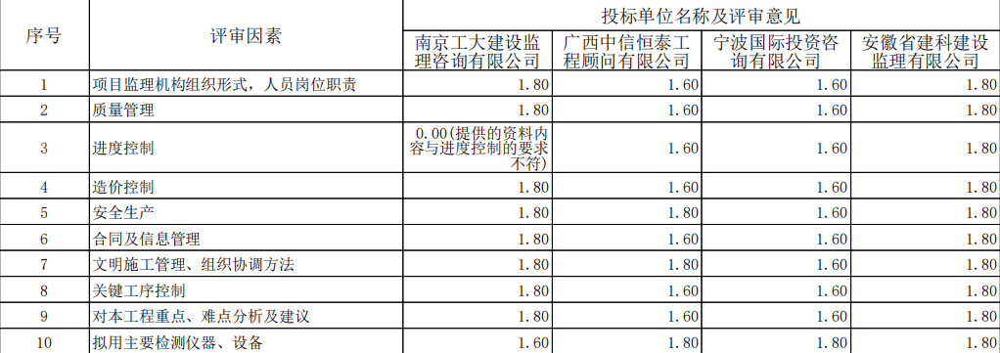 序号 评审因素 投标单位名称及评审意见
南京工大建设监理咨询有限公司 广西中信恒泰工程顾问有限公司 宁波国际投资咨询有限公司 安徽省建科建设监理有限公司
1 项目监理机构组织形式，人员岗位职责 1.80 1.60 1.60 1.80
2 质量管理 1.80 1.60 1.60 1.80
3 进度控制 0.00(提供的资料内容与进度控制的要求不符) 1.60 1.60 1.80
4 造价控制 1.80 1.60 1.60 1.80
5 安全生产 1.80 1.80 1.60 1.80
6 合同及信息管理 1.80 1.60 1.60 1.80
7 文明施工管理、组织协调方法 1.80 1.80 1.60 1.80
8 关键工序控制 1.80 1.60 1.60 1.80
9 对本工程重点、难点分析及建议 1.80 1.60 1.60 1.80
10 拟用主要检测仪器、设备 1.60 1.80 1.80 1.80